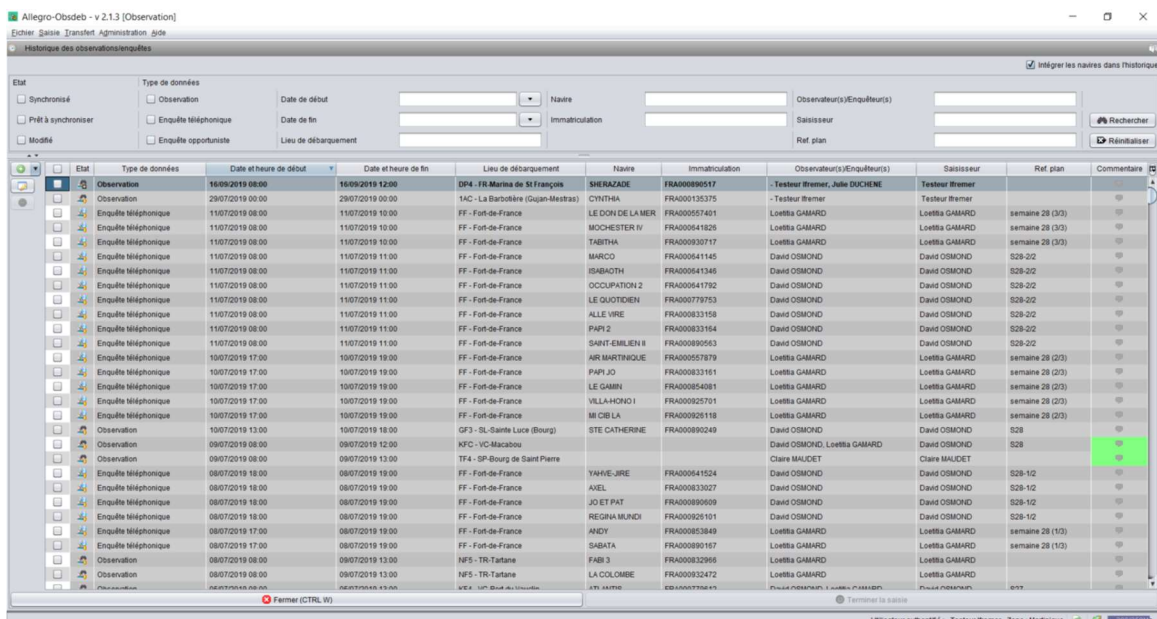 Allegro-Obsdeb - v 2.1.3 [Observation]
Fichier Saisie Transfert Administration Aide
Historique des observations/enquêtes
Intégrer les navires dans l'historique
Etat Type de données
Synchronisé Observation Date de début Navire Observateur(s)/Enquêteur(s)
Prêt à synchroniser Enquête téléphonique Date de fin Immatriculation Saisisseur Rechercher
Modifié Enquête opportuniste Lieu de débarquement Ref. plan Réinitialiser
Etat Type de données Date et heure de début Date et heure de fin Lieu de débarquement Navire Immatriculation Observateur(s)/Enquêteur(s) Saisisseur Ref. plan Commentaire
Observation 16/09/2019 08:00 16/09/2019 12:00 DP4 - FR-Marina de St François SHERAZADE FRA000890517 - Testeur Ifremer, Julie DUCHENE Testeur Ifremer
Observation 29/07/2019 00:00 29/07/2019 00:00 1AC - La Barbotière (Gujan-Mestras) CYNTHIA FRA000135375 - Testeur Ifremer Testeur Ifremer
Enquête téléphonique 11/07/2019 08:00 11/07/2019 10:00 FF - Fort-de-France LE DON DE LA MER FRA000557401 Loetitia GAMARD Loetitia GAMARD semaine 28 (3/3)
Enquête téléphonique 11/07/2019 08:00 11/07/2019 10:00 FF - Fort-de-France MOCHESTER IV FRA000641826 Loetitia GAMARD Loetitia GAMARD semaine 28 (3/3)
Enquête téléphonique 11/07/2019 08:00 11/07/2019 10:00 FF - Fort-de-France TABITHA FRA000930717 Loetitia GAMARD Loetitia GAMARD semaine 28 (3/3)
Enquête téléphonique 11/07/2019 08:00 11/07/2019 11:00 FF - Fort-de-France MARCO FRA000641145 David OSMOND David OSMOND S28-2/2
Enquête téléphonique 11/07/2019 08:00 11/07/2019 11:00 FF - Fort-de-France ISABAOTH FRA000641346 David OSMOND David OSMOND S28-2/2
Enquête téléphonique 11/07/2019 08:00 11/07/2019 11:00 FF - Fort-de-France OCCUPATION 2 FRA000641792 David OSMOND David OSMOND S28-2/2
Enquête téléphonique 11/07/2019 08:00 11/07/2019 11:00 FF - Fort-de-France LE QUOTIDIEN FRA000779753 David OSMOND David OSMOND S28-2/2
Enquête téléphonique 11/07/2019 08:00 11/07/2019 11:00 FF - Fort-de-France ALLE VIRE FRA000833158 David OSMOND David OSMOND S28-2/2
Enquête téléphonique 11/07/2019 08:00 11/07/2019 11:00 FF - Fort-de-France PAPI 2 FRA000833164 David OSMOND David OSMOND S28-2/2
Enquête téléphonique 11/07/2019 08:00 11/07/2019 11:00 FF - Fort-de-France SAINT-EMILIEN II FRA000890563 David OSMOND David OSMOND S28-2/2
Enquête téléphonique 10/07/2019 17:00 10/07/2019 19:00 FF - Fort-de-France AIR MARTINIQUE FRA000557879 Loetitia GAMARD Loetitia GAMARD semaine 28 (2/3)
Enquête téléphonique 10/07/2019 17:00 10/07/2019 19:00 FF - Fort-de-France PAPI JO FRA000833161 Loetitia GAMARD Loetitia GAMARD semaine 28 (2/3)
Enquête téléphonique 10/07/2019 17:00 10/07/2019 19:00 FF - Fort-de-France LE GAMIN FRA000854081 Loetitia GAMARD Loetitia GAMARD semaine 28 (2/3)
Enquête téléphonique 10/07/2019 17:00 10/07/2019 19:00 FF - Fort-de-France VILLA-HONO I FRA000925701 Loetitia GAMARD Loetitia GAMARD semaine 28 (2/3)
Enquête téléphonique 10/07/2019 17:00 10/07/2019 19:00 FF - Fort-de-France MI CIB LA FRA000926118 Loetitia GAMARD Loetitia GAMARD semaine 28 (2/3)
Observation 10/07/2019 13:00 10/07/2019 18:00 GF3 - SL-Sainte Luce (Bourg) STE CATHERINE FRA000890249 David OSMOND David OSMOND S28
Observation 09/07/2019 08:00 09/07/2019 12:00 KFC - VC-Macabou David OSMOND, Loetitia GAMARD David OSMOND S28
Observation 09/07/2019 08:00 09/07/2019 13:00 TF4 - SP-Bourg de Saint Pierre Claire MAUDET Claire MAUDET
Enquête téléphonique 08/07/2019 18:00 08/07/2019 19:00 FF - Fort-de-France YAHVE-JIRE FRA000641524 David OSMOND David OSMOND S28-1/2
Enquête téléphonique 08/07/2019 18:00 08/07/2019 19:00 FF - Fort-de-France AXEL FRA000833027 David OSMOND David OSMOND S28-1/2
Enquête téléphonique 08/07/2019 18:00 08/07/2019 19:00 FF - Fort-de-France JO ET PAT FRA000890609 David OSMOND David OSMOND S28-1/2
Enquête téléphonique 08/07/2019 18:00 08/07/2019 19:00 FF - Fort-de-France REGINA MUNDI FRA000926101 David OSMOND David OSMOND S28-1/2
Enquête téléphonique 08/07/2019 17:00 08/07/2019 19:00 FF - Fort-de-France ANDY FRA000853849 Loetitia GAMARD Loetitia GAMARD semaine 28 (1/3)
Enquête téléphonique 08/07/2019 17:00 08/07/2019 19:00 FF - Fort-de-France SABATA FRA000890167 Loetitia GAMARD Loetitia GAMARD semaine 28 (1/3)
Observation 08/07/2019 08:00 09/07/2019 13:00 NF5 - TR-Tartane FABI 3 FRA000832966 Loetitia GAMARD Loetitia GAMARD
Observation 08/07/2019 08:00 09/07/2019 13:00 NF5 - TR-Tartane LA COLOMBE FRA000932472 Loetitia GAMARD Loetitia GAMARD
Fermer (CTRL W) Terminer la saisie